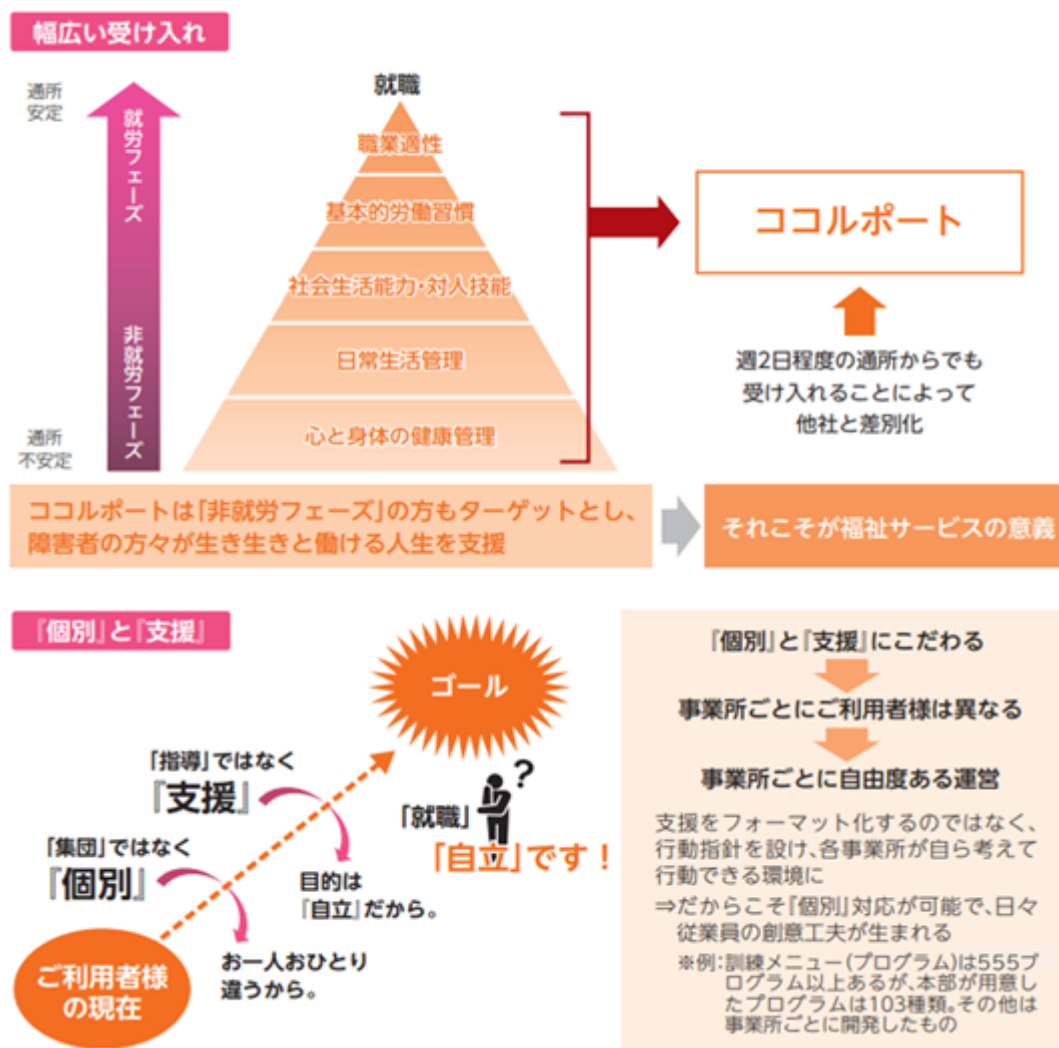 幅広い受け入れ
通所
安定
就労フェーズ
非就労フェーズ
通所
不安定
就職
職業適性
基本的労働習慣
社会生活能力・対人技能
日常生活管理
心と身体の健康管理
ココルポート
週2日程度の通所からでも
受け入れることによって
他社と差別化
ココルポートは「非就労フェーズ」の方もターゲットとし、
障害者の方々が生き生きと働ける人生を支援
それこそが福祉サービスの意義
『個別』と『支援』
ゴール
「指導」ではなく
『支援』
「集団」ではなく
『個別』
?
「就職」
「自立」です！
目的は
『自立』だから。
お一人おひとり
違うから。
ご利用者様
の現在
『個別』と『支援』にこだわる
事業所ごとにご利用者様は異なる
事業所ごとに自由度ある運営
支援をフォーマット化するのではなく、
行動指針を設け、各事業所が自ら考えて
行動できる環境に
⇒だからこそ『個別』対応が可能で、日々
従業員の創意工夫が生まれる
※例：訓練メニュー(プログラム)は555プ
ログラム以上あるが、本部が用意し
たプログラムは103種類。その他は
事業所ごとに開発したもの